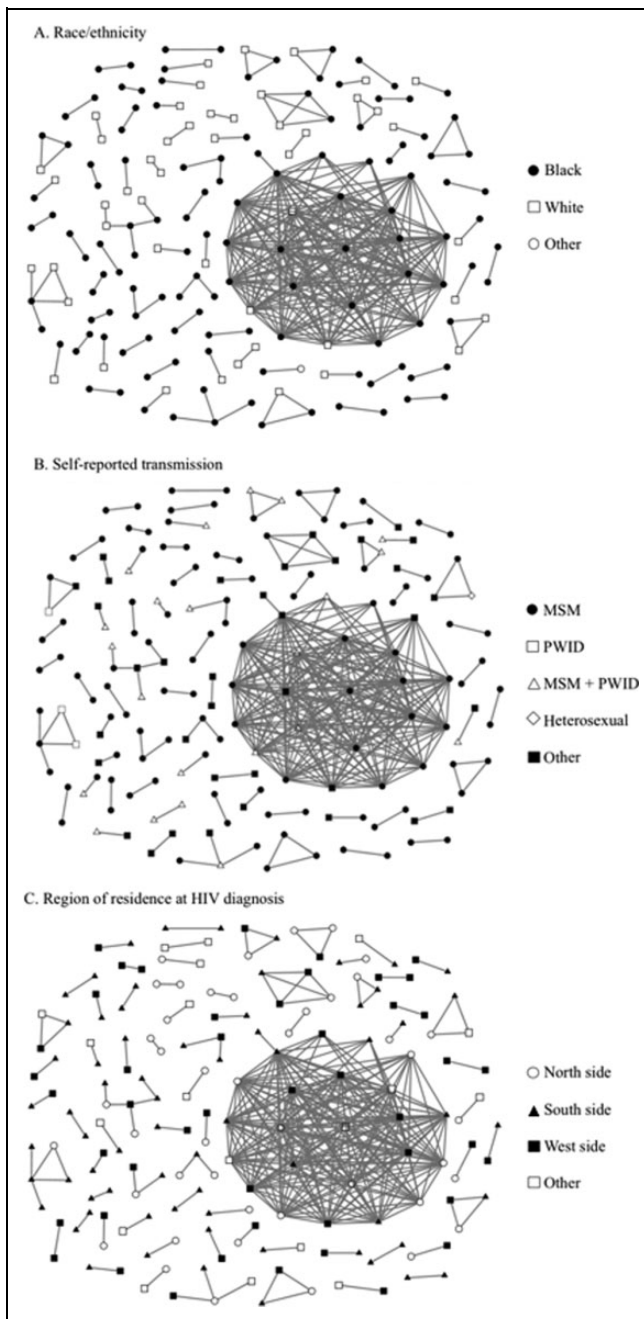 A. Race/ethnicity
Black
White
Other
B. Self-reported transmission
MSM
PWID
MSM + PWID
Heterosexual
Other
C. Region of residence at HIV diagnosis
North side
South side
West side
Other